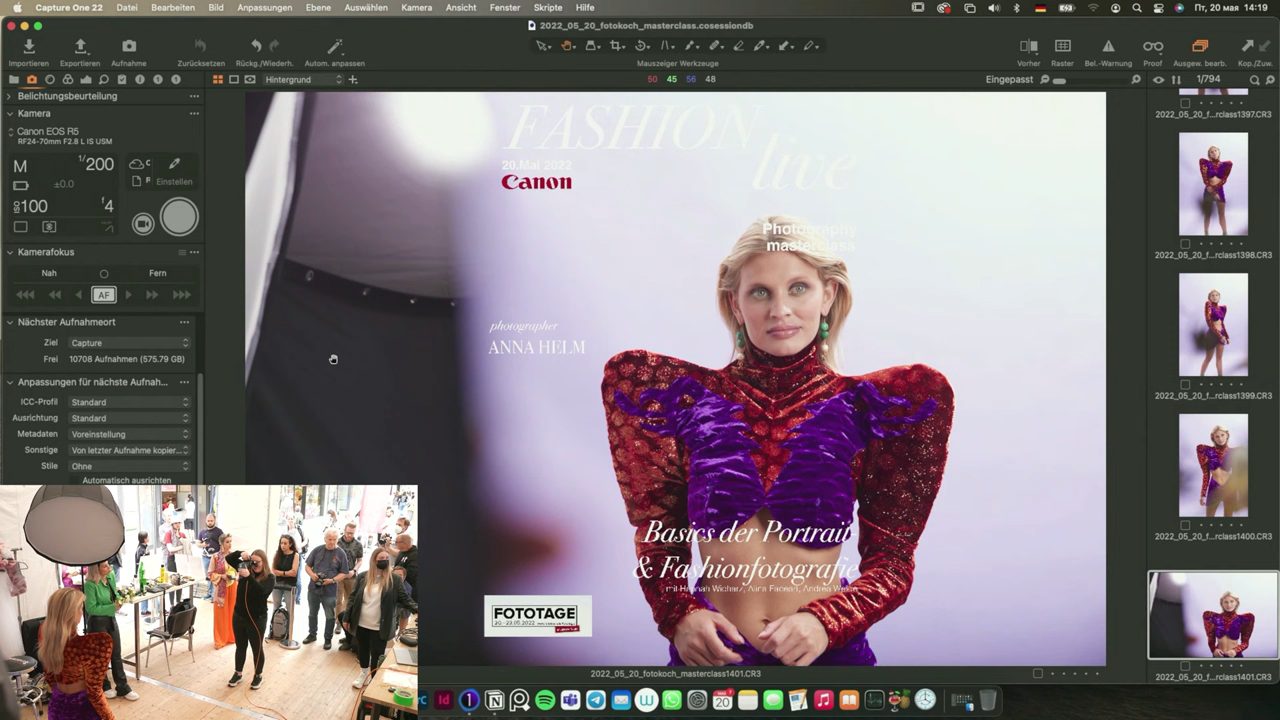 Capture One 22 Datei Bearbeiten Bild Anpassungen Ebene Auswählen Kamera Ansicht Fenster Skripte Hilfe
Пт, 20 мая 14:19
2022_05_20_fotokoch_masterclass.cosessiondb
Importieren Exportieren Aufnahme Zurücksetzen Rückg./Wiederh. Autom. anpassen Mauszeiger Werkzeuge Vorher Raster Bel.-Warnung Proof Ausgew. bearb. Kop./Zuw.
Hintergrund 50 45 56 48 Eingepasst 1/794
Belichtungsbeurteilung
Kamera
Canon EOS R5
RF24-70mm F2.8 L IS USM
M 1/200 C
±0.0 Einstellen
ISO 100 f 4
Kamerafokus
Nah Fern
AF
Nächster Aufnahmeort
Ziel Capture
Frei 10708 Aufnahmen (575.79 GB)
Anpassungen für nächste Aufnah...
ICC-Profil Standard
Ausrichtung Standard
Metadaten Voreinstellung
Sonstige Von letzter Aufnahme kopier...
Stile Ohne
Automatisch ausrichten
FASHION
live
20.Mai 2022
Canon
Photography
masterclass
photographer
ANNA HELM
Basics der Portrait-
& Fashionfotografie
FOTOTAGE
2022_05_20_fotokoch_masterclass1401.CR3
2022_05_20_f...rclass1397.CR3
2022_05_20_f...rclass1398.CR3
2022_05_20_f...rclass1399.CR3
2022_05_20_f...rclass1400.CR3
2022_05_20_f...rclass1401.CR3